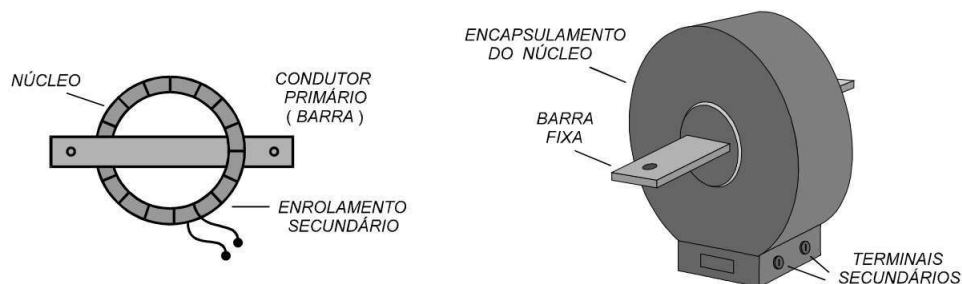 NÚCLEO
CONDUTOR
PRIMÁRIO
( BARRA )
ENROLAMENTO
SECUNDÁRIO
ENCAPSULAMENTO
DO NÚCLEO
BARRA
FIXA
TERMINAIS
SECUNDÁRIOS